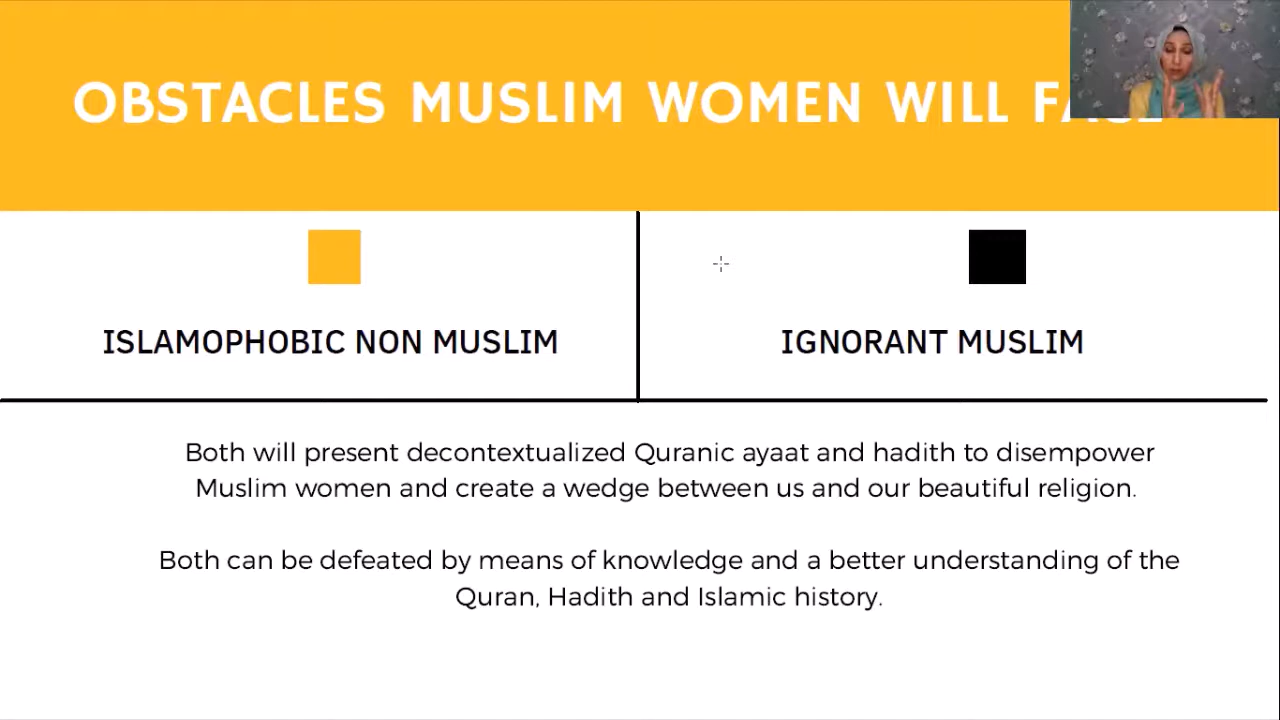 OBSTACLES MUSLIM WOMEN WILL
ISLAMOPHOBIC NON MUSLIM
IGNORANT MUSLIM
Both will present decontextualized Quranic ayaat and hadith to disempower
Muslim women and create a wedge between us and our beautiful religion.
Both can be defeated by means of knowledge and a better understanding of the
Quran, Hadith and Islamic history.